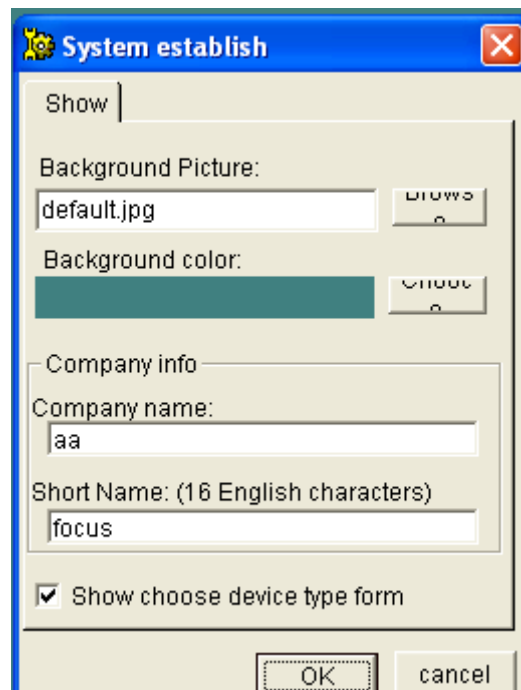 System establish
Show
Background Picture:
default.jpg
Background color:
Company info
Company name:
aa
Short Name: (16 English characters)
focus
Show choose device type form
OK
cancel